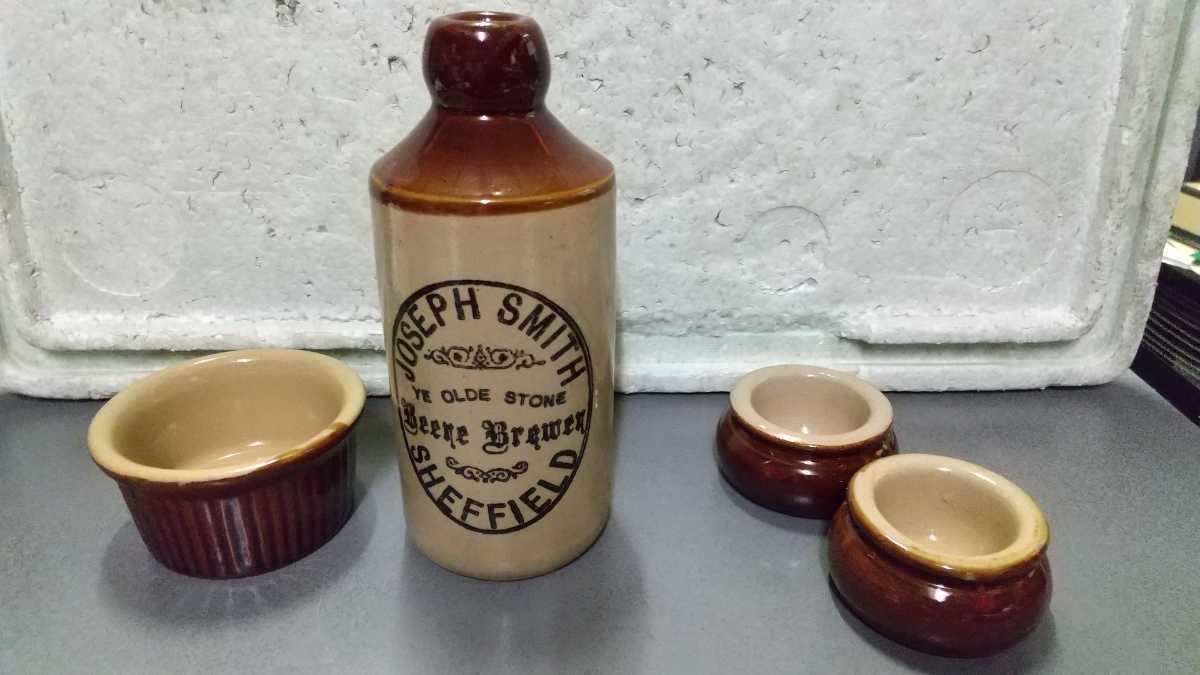 JOSEPH SMITH
YE OLDE STONE
Beere Brewer
SHEFFIELD